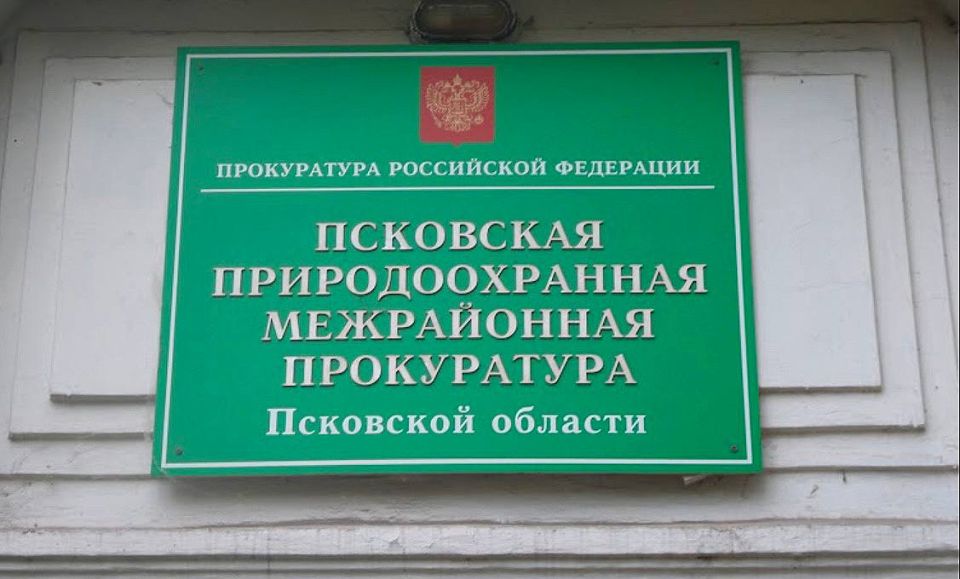 ПРОКУРАТУРА РОССИЙСКОЙ ФЕДЕРАЦИИ
ПСКОВСКАЯ
ПРИРОДООХРАННАЯ
МЕЖРАЙОННАЯ
ПРОКУРАТУРА
Псковской области